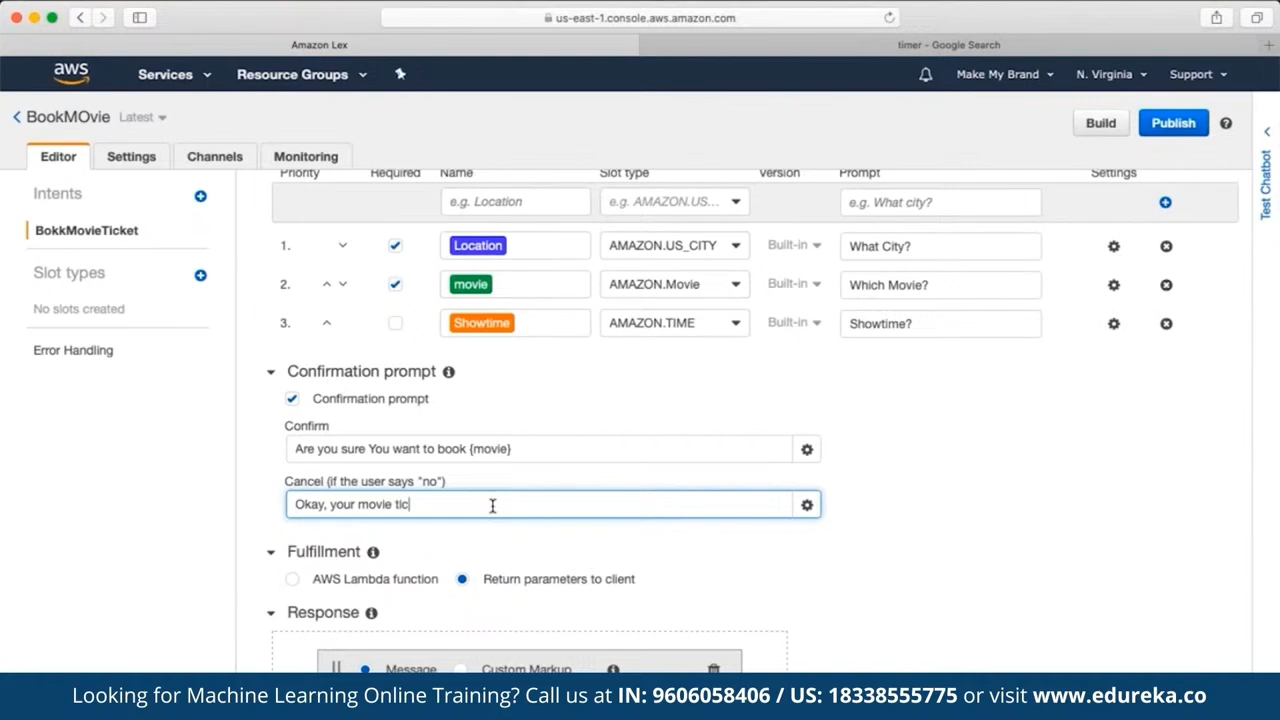 us-east-1.console.aws.amazon.com
Amazon Lex
timer - Google Search
aws
Services
Resource Groups
Make My Brand
N. Virginia
Support
BookMOvie
Latest
Build
Publish
Editor
Settings
Channels
Monitoring
Test Chatbot
Intents
BokkMovieTicket
Slot types
No slots created
Error Handling
Priority Required Name Slot type Version Prompt Settings
e.g. Location e.g. AMAZON.US... e.g. What city?
1. Location AMAZON.US_CITY Built-in What City?
2. movie AMAZON.Movie Built-in Which Movie?
3. Showtime AMAZON.TIME Built-in Showtime?
Confirmation prompt
Confirmation prompt
Confirm
Are you sure You want to book {movie}
Cancel (if the user says "no")
Okay, your movie tic
Fulfillment
AWS Lambda function Return parameters to client
Response
Message Custom Markup
Looking for Machine Learning Online Training? Call us at IN: 9606058406 / US: 18338555775 or visit www.edureka.co